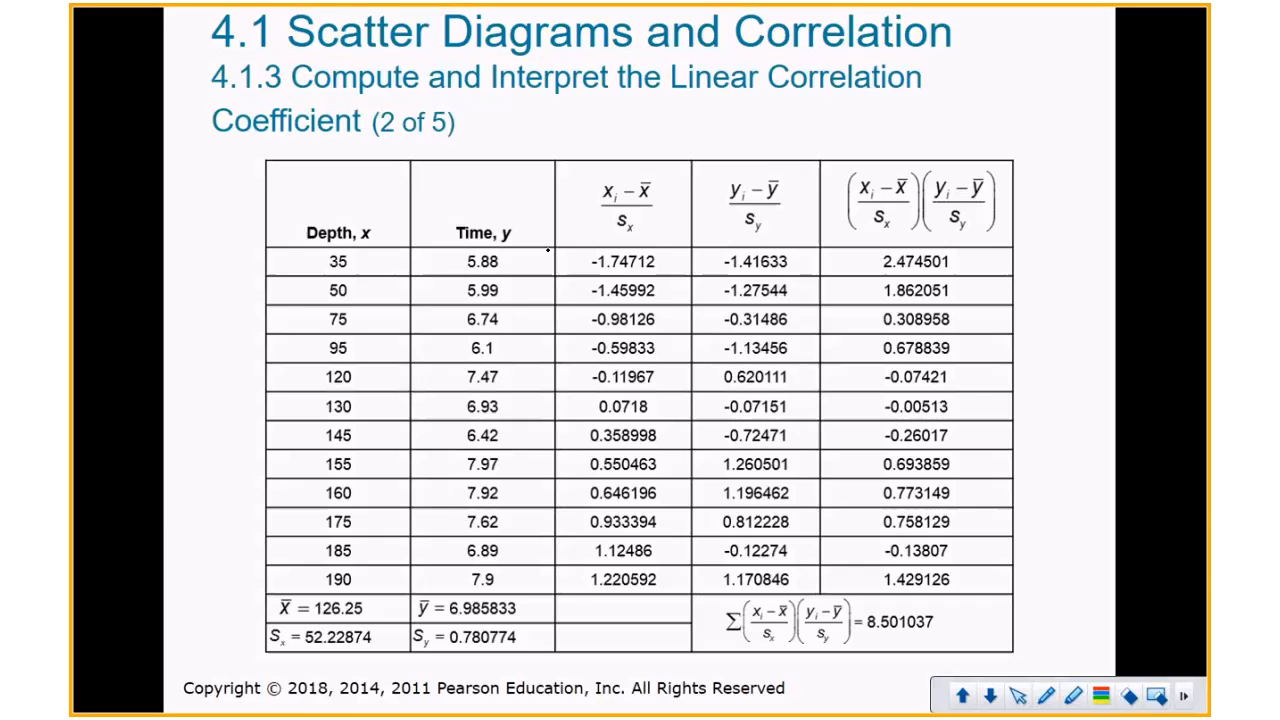 4.1 Scatter Diagrams and Correlation
4.1.3 Compute and Interpret the Linear Correlation
Coefficient (2 of 5)
Depth, x Time, y (xᵢ − x̄)/sₓ (yᵢ − ȳ)/s_y ((xᵢ − x̄)/sₓ)((yᵢ − ȳ)/s_y)
35 5.88 -1.74712 -1.41633 2.474501
50 5.99 -1.45992 -1.27544 1.862051
75 6.74 -0.98126 -0.31486 0.308958
95 6.1 -0.59833 -1.13456 0.678839
120 7.47 -0.11967 0.620111 -0.07421
130 6.93 0.0718 -0.07151 -0.00513
145 6.42 0.358998 -0.72471 -0.26017
155 7.97 0.550463 1.260501 0.693859
160 7.92 0.646196 1.196462 0.773149
175 7.62 0.933394 0.812228 0.758129
185 6.89 1.12486 -0.12274 -0.13807
190 7.9 1.220592 1.170846 1.429126
x̄ = 126.25 ȳ = 6.985833 ∑((xᵢ − x̄)/sₓ)((yᵢ − ȳ)/s_y) = 8.501037
Sₓ = 52.22874 S_y = 0.780774
Copyright © 2018, 2014, 2011 Pearson Education, Inc. All Rights Reserved